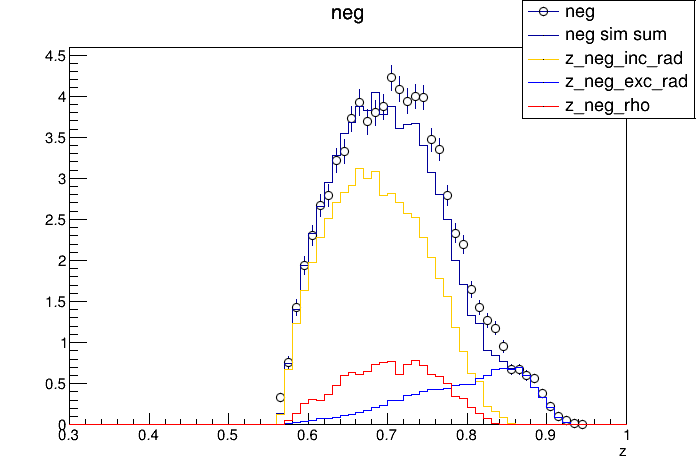 neg
neg
neg sim sum
z_neg_inc_rad
z_neg_exc_rad
z_neg_rho
4.5
4
3.5
3
2.5
2
1.5
1
0.5
0
0.3 0.4 0.5 0.6 0.7 0.8 0.9 1
z